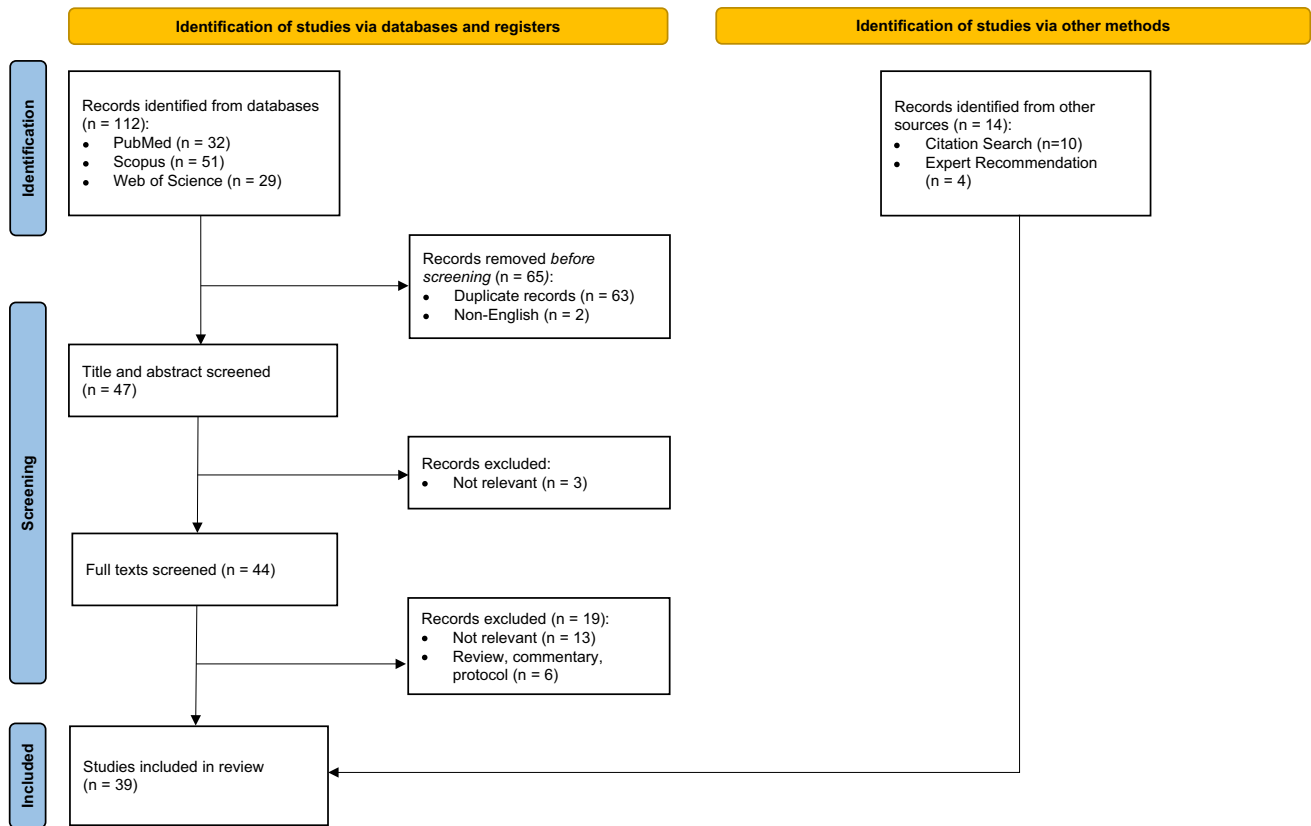 Identification of studies via databases and registers
Identification of studies via other methods
Identification
Records identified from databases
(n = 112):
• PubMed (n = 32)
• Scopus (n = 51)
• Web of Science (n = 29)
Records identified from other
sources (n = 14):
• Citation Search (n=10)
• Expert Recommendation
(n = 4)
Records removed before
screening (n = 65):
• Duplicate records (n = 63)
• Non-English (n = 2)
Screening
Title and abstract screened
(n = 47)
Records excluded:
• Not relevant (n = 3)
Full texts screened (n = 44)
Records excluded (n = 19):
• Not relevant (n = 13)
• Review, commentary,
protocol (n = 6)
Included
Studies included in review
(n = 39)